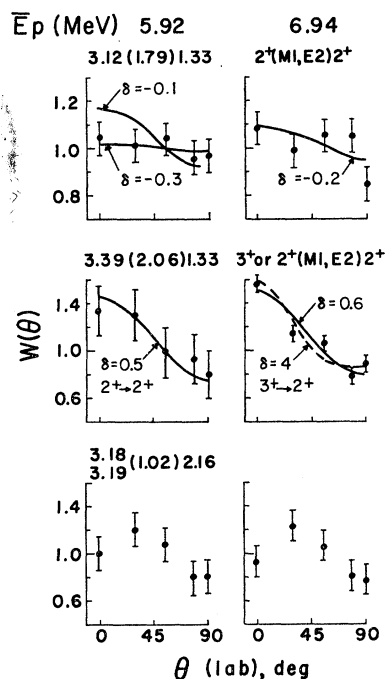 E̅p (MeV) 5.92 6.94
3.12 (1.79) 1.33 2⁺(M1,E2)2⁺
δ=-0.1
1.2
1.0
0.8
δ=-0.3
δ=-0.2
3.39 (2.06) 1.33 3⁺or 2⁺(M1,E2) 2⁺
1.4
1.0
0.6
δ=0.5
2⁺→2⁺
δ=0.6
δ=4
3⁺→2⁺
W(θ)
3.18
3.19 (1.02) 2.16
1.4
1.0
0.6
0 45 90 0 45 90
θ (lab), deg